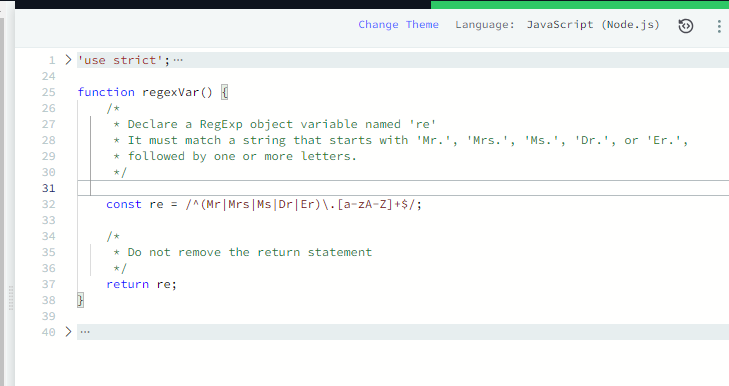 Change Theme Language: JavaScript (Node.js)
1 > 'use strict';…
24
25 function regexVar() {
26 /*
27 * Declare a RegExp object variable named 're'
28 * It must match a string that starts with 'Mr.', 'Mrs.', 'Ms.', 'Dr.', or 'Er.',
29 * followed by one or more letters.
30 */
31
32 const re = /^(Mr|Mrs|Ms|Dr|Er)\.[a-zA-Z]+$/;
33
34 /*
35 * Do not remove the return statement
36 */
37 return re;
38 }
39
40 > …